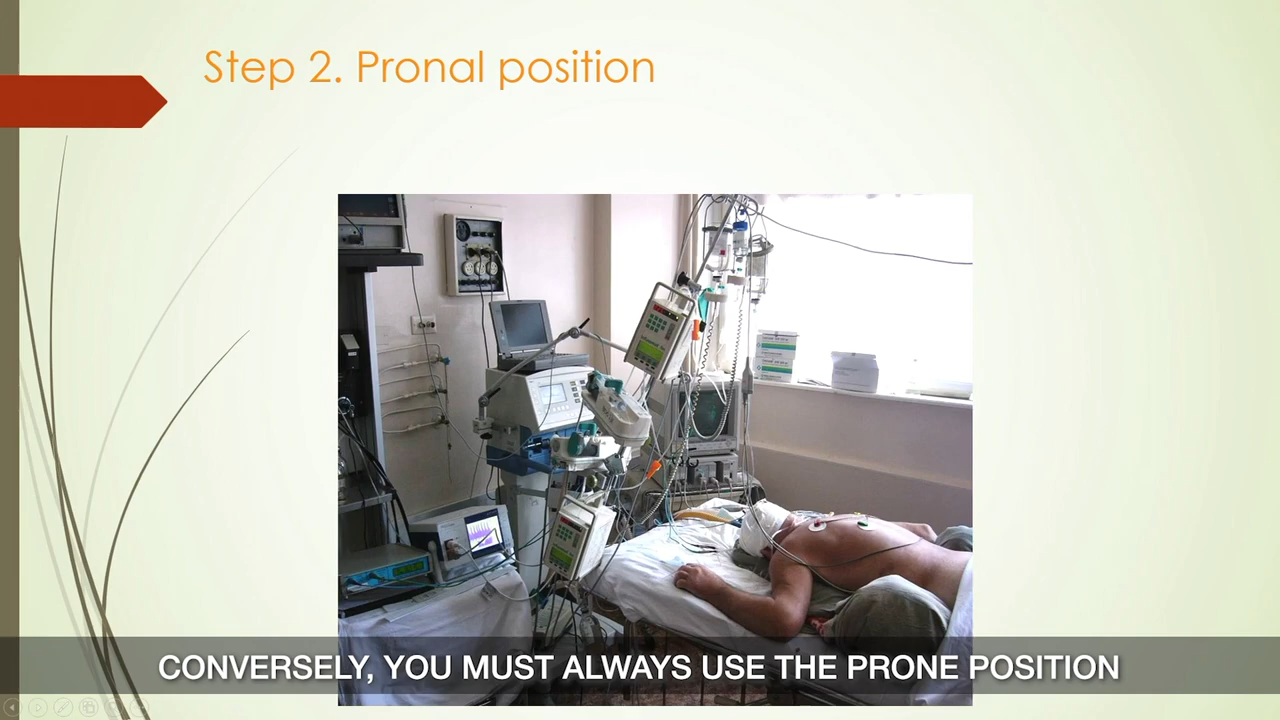 Step 2. Pronal position
CONVERSELY, YOU MUST ALWAYS USE THE PRONE POSITION